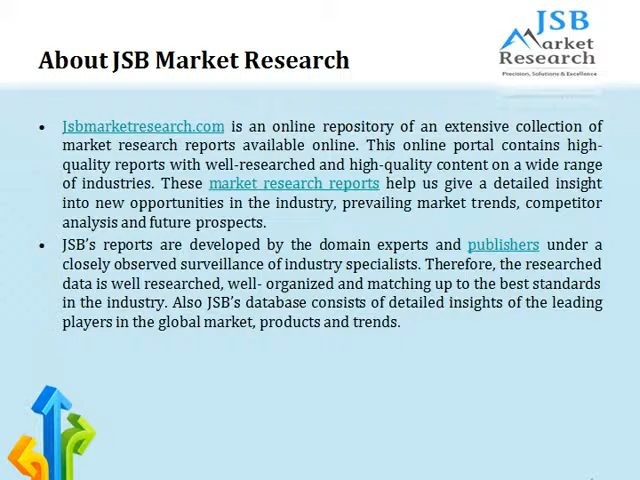 JSB
Market
Research
Precision, Solutions & Excellence
About JSB Market Research
• Jsbmarketresearch.com is an online repository of an extensive collection of
market research reports available online. This online portal contains high-
quality reports with well-researched and high-quality content on a wide range
of industries. These market research reports help us give a detailed insight
into new opportunities in the industry, prevailing market trends, competitor
analysis and future prospects.
• JSB's reports are developed by the domain experts and publishers under a
closely observed surveillance of industry specialists. Therefore, the researched
data is well researched, well- organized and matching up to the best standards
in the industry. Also JSB's database consists of detailed insights of the leading
players in the global market, products and trends.